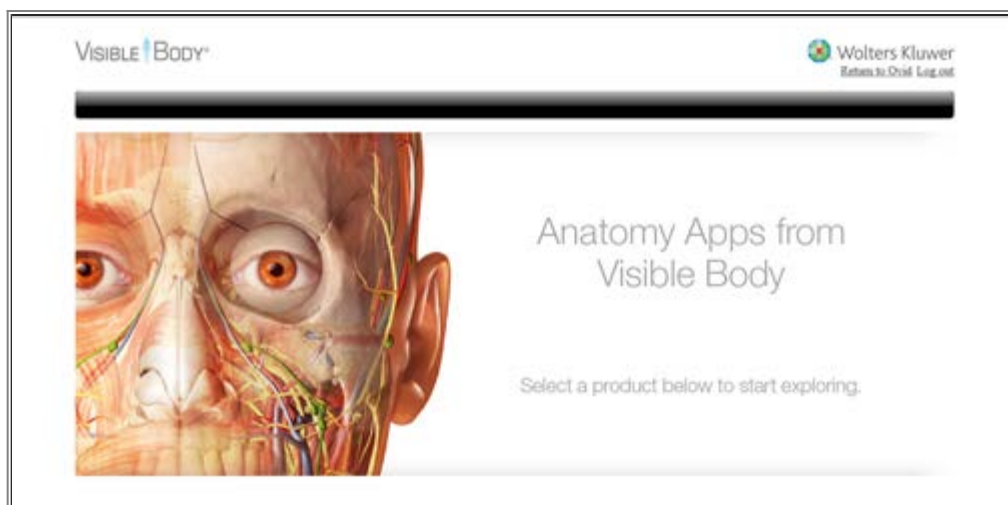 VISIBLE BODY®
Wolters Kluwer
Return to Ovid Log out
Anatomy Apps from
Visible Body
Select a product below to start exploring.